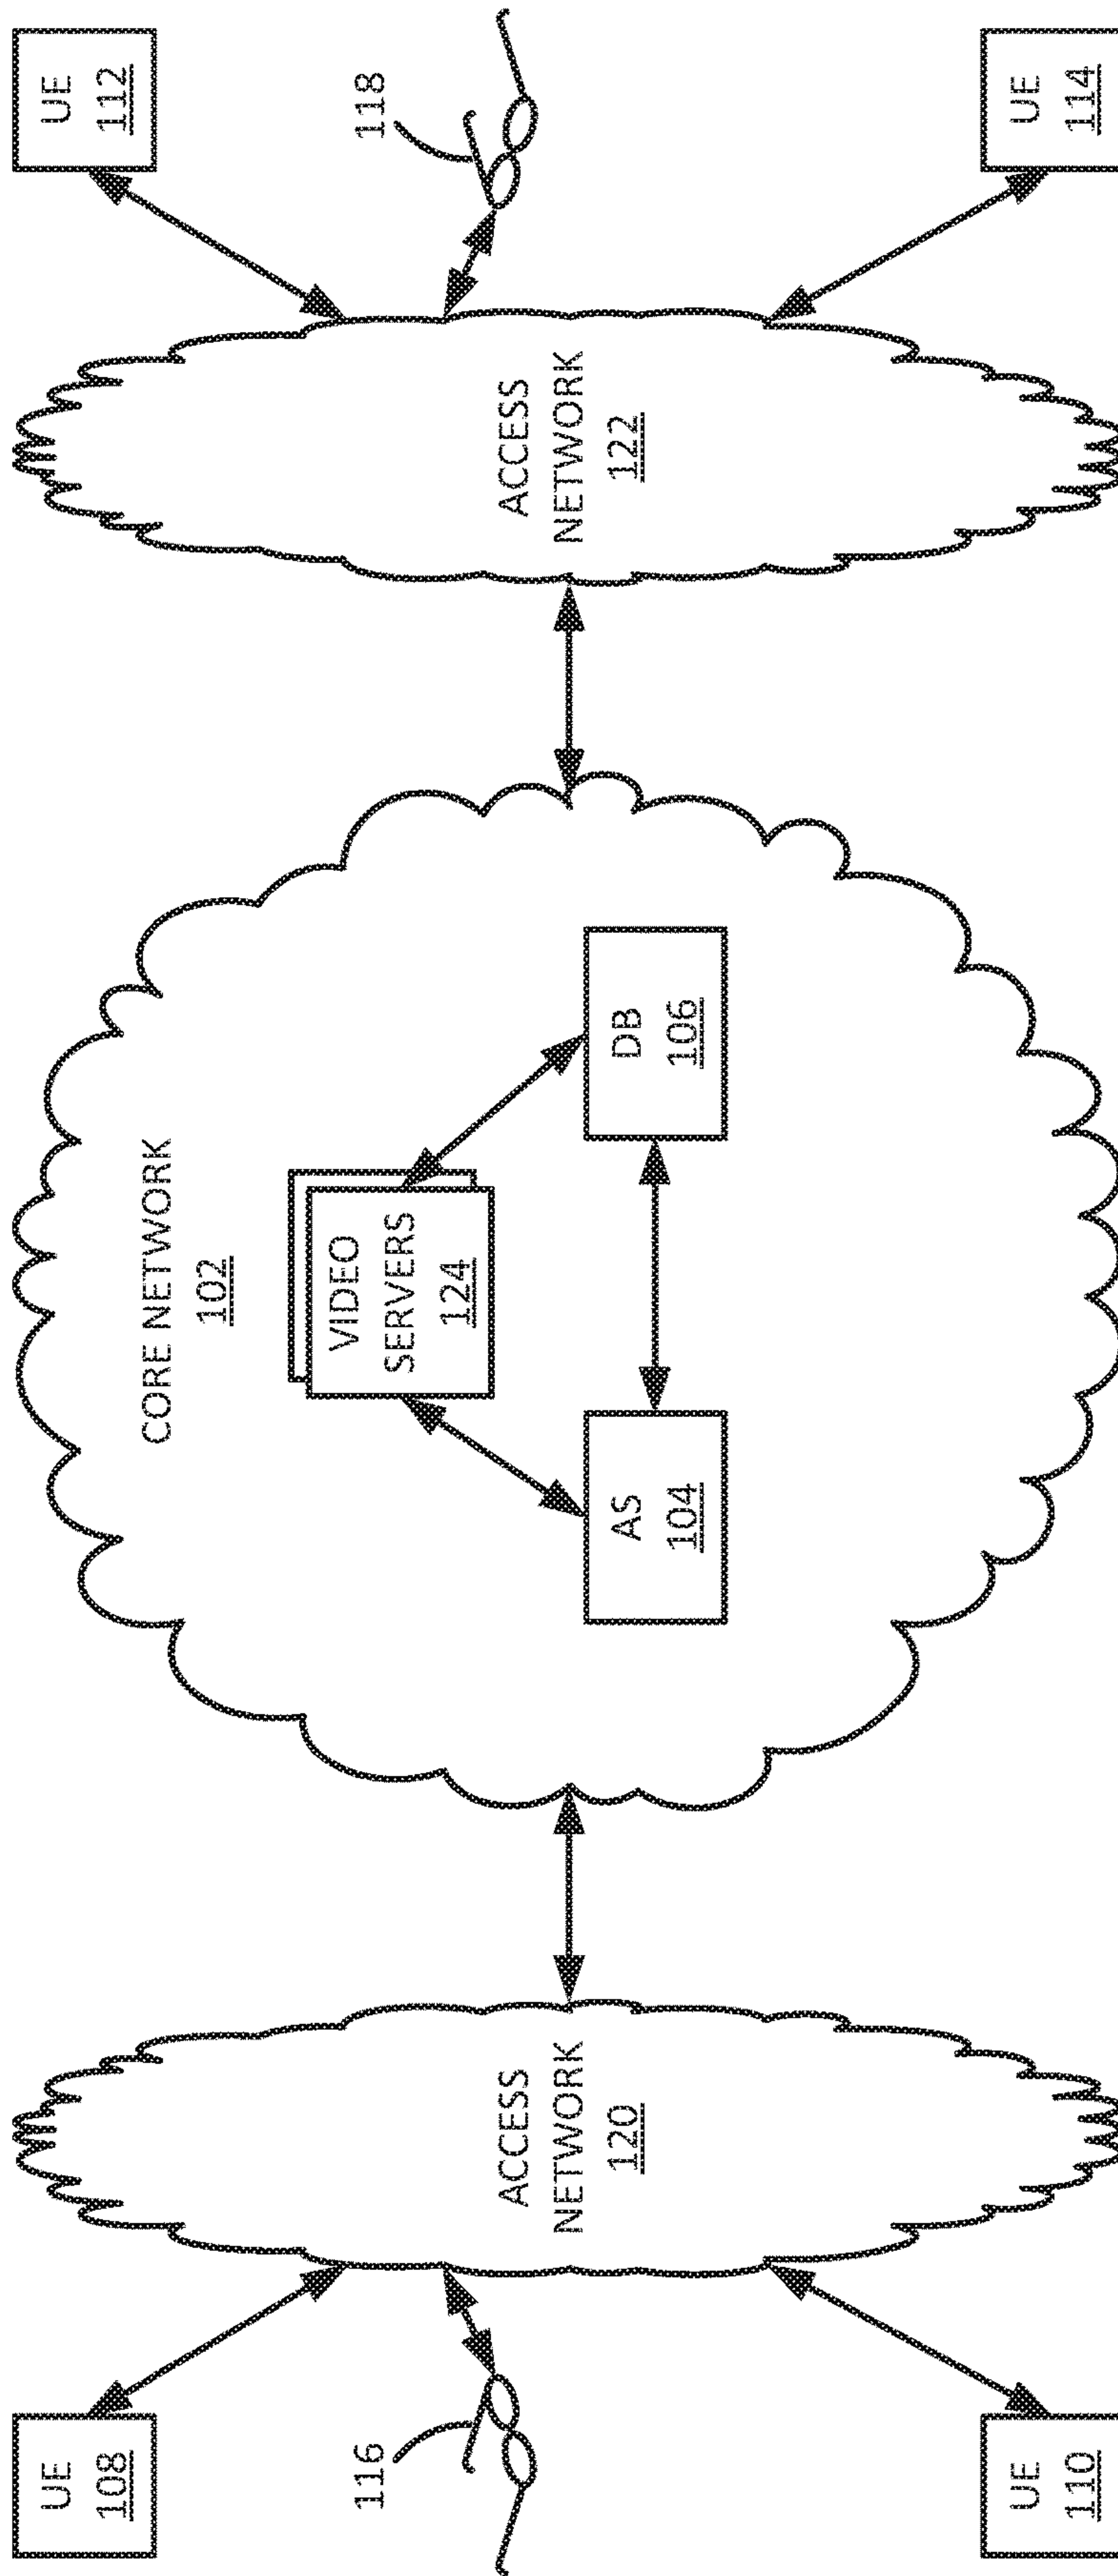 UE
108
116
UE
110
ACCESS
NETWORK
120
CORE NETWORK
102
VIDEO
SERVERS
124
AS
104
DB
106
ACCESS
NETWORK
122
UE
112
118
UE
114